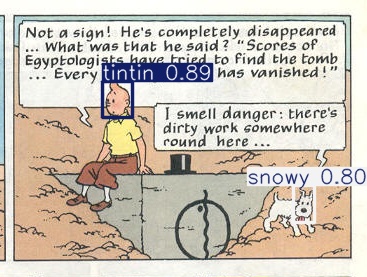 Not a sign! He's completely disappeared
... What was that he said? "Scores of
Egyptologists have tried to find the tomb
... Every tintin 0.89 has vanished!"
I smell danger: there's
dirty work somewhere
round here ...
snowy 0.80